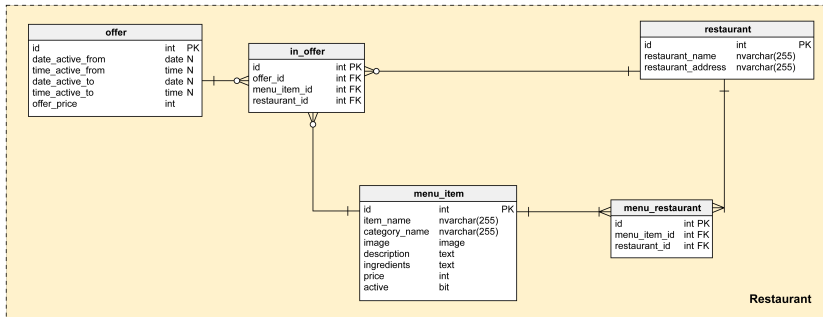 offer
id int PK
date_active_from date N
time_active_from time N
date_active_to date N
time_active_to time N
offer_price int
in_offer
id int PK
offer_id int FK
menu_item_id int FK
restaurant_id int FK
restaurant
id int PK
restaurant_name nvarchar(255)
restaurant_address nvarchar(255)
menu_item
id int PK
item_name nvarchar(255)
category_name nvarchar(255)
image image
description text
ingredients text
price int
active bit
menu_restaurant
id int PK
menu_item_id int FK
restaurant_id int FK
Restaurant